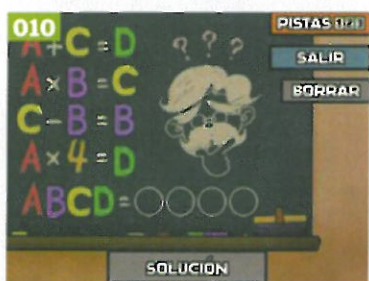 010
PISTAS
SALIR
BORRAR
A + C = D
? ? ?
A × B = C
C - B = B
A × 4 = D
ABCD =
SOLUCIÓN